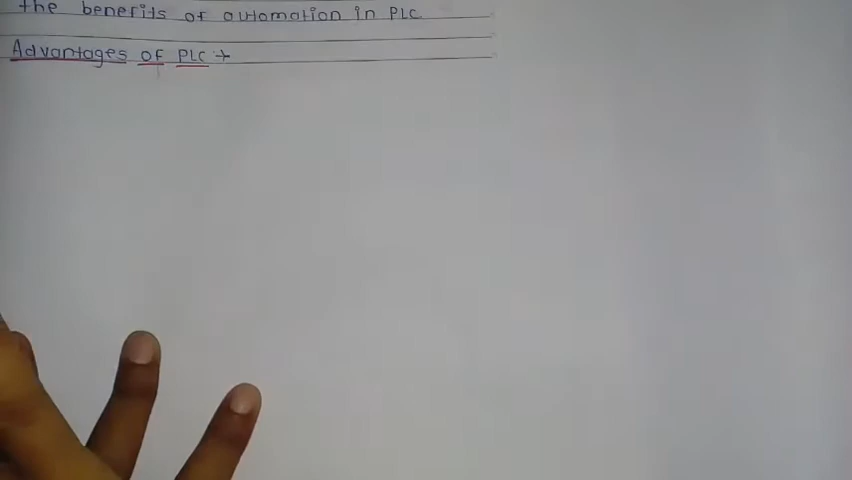 the benefits of automation in PLC
Advantages of PLC :-